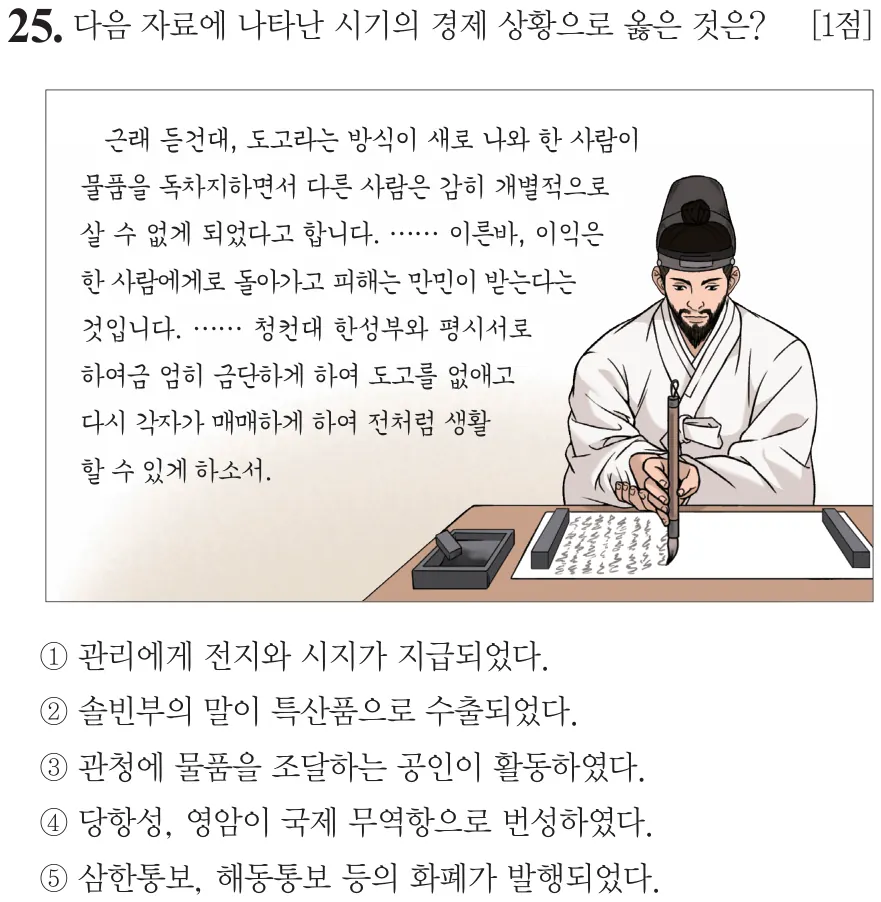 25. 다음 자료에 나타난 시기의 경제 상황으로 옳은 것은? [1점]
근래 듣건대, 도고라는 방식이 새로 나와 한 사람이
물품을 독차지하면서 다른 사람은 감히 개별적으로
살 수 없게 되었다고 합니다. …… 이른바, 이익은
한 사람에게로 돌아가고 피해는 만민이 받는다는
것입니다. …… 청컨대 한성부와 평시서로
하여금 엄히 금단하게 하여 도고를 없애고
다시 각자가 매매하게 하여 전처럼 생활
할 수 있게 하소서.
① 관리에게 전지와 시지가 지급되었다.
② 솔빈부의 말이 특산품으로 수출되었다.
③ 관청에 물품을 조달하는 공인이 활동하였다.
④ 당항성, 영암이 국제 무역항으로 번성하였다.
⑤ 삼한통보, 해동통보 등의 화폐가 발행되었다.